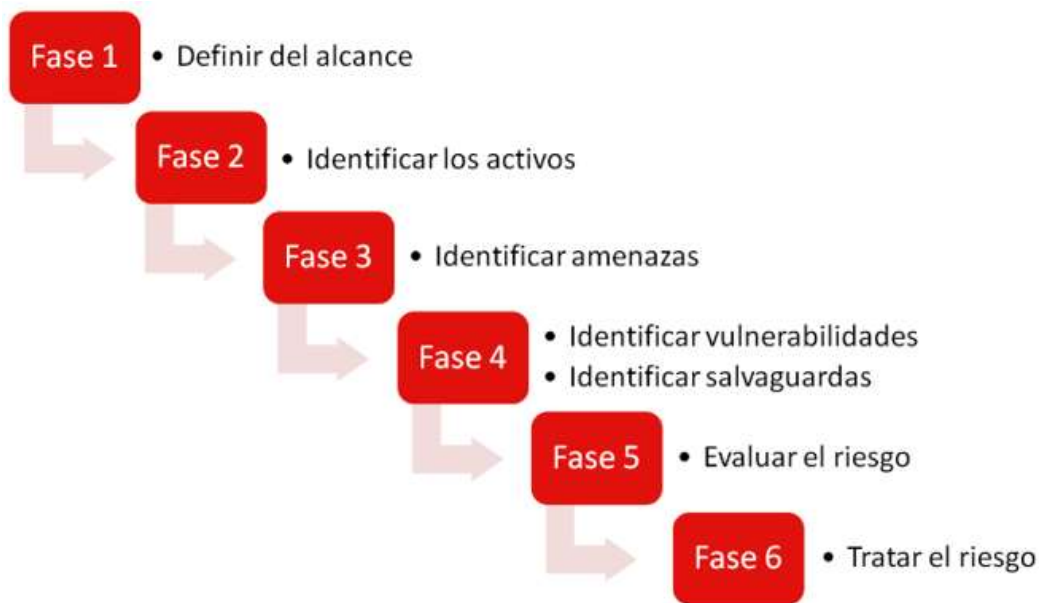 Fase 1
• Definir del alcance
Fase 2
• Identificar los activos
Fase 3
• Identificar amenazas
Fase 4
• Identificar vulnerabilidades
• Identificar salvaguardas
Fase 5
• Evaluar el riesgo
Fase 6
• Tratar el riesgo